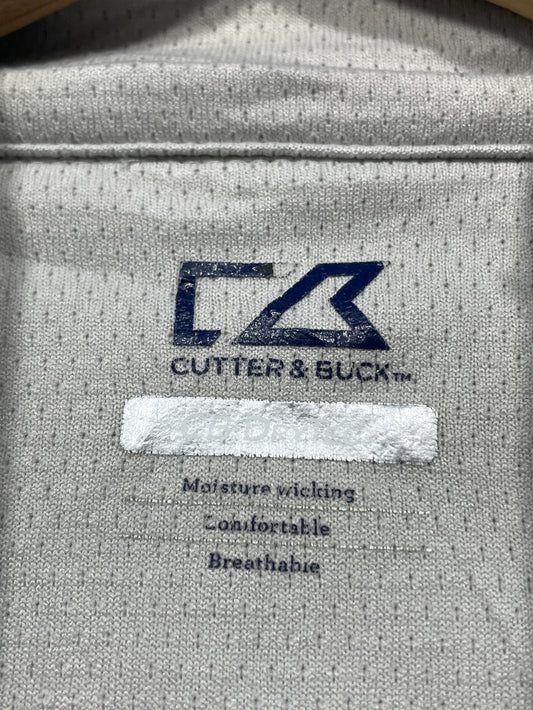 CUTTER & BUCK™
Moisture wicking
Comfortable
Breathable